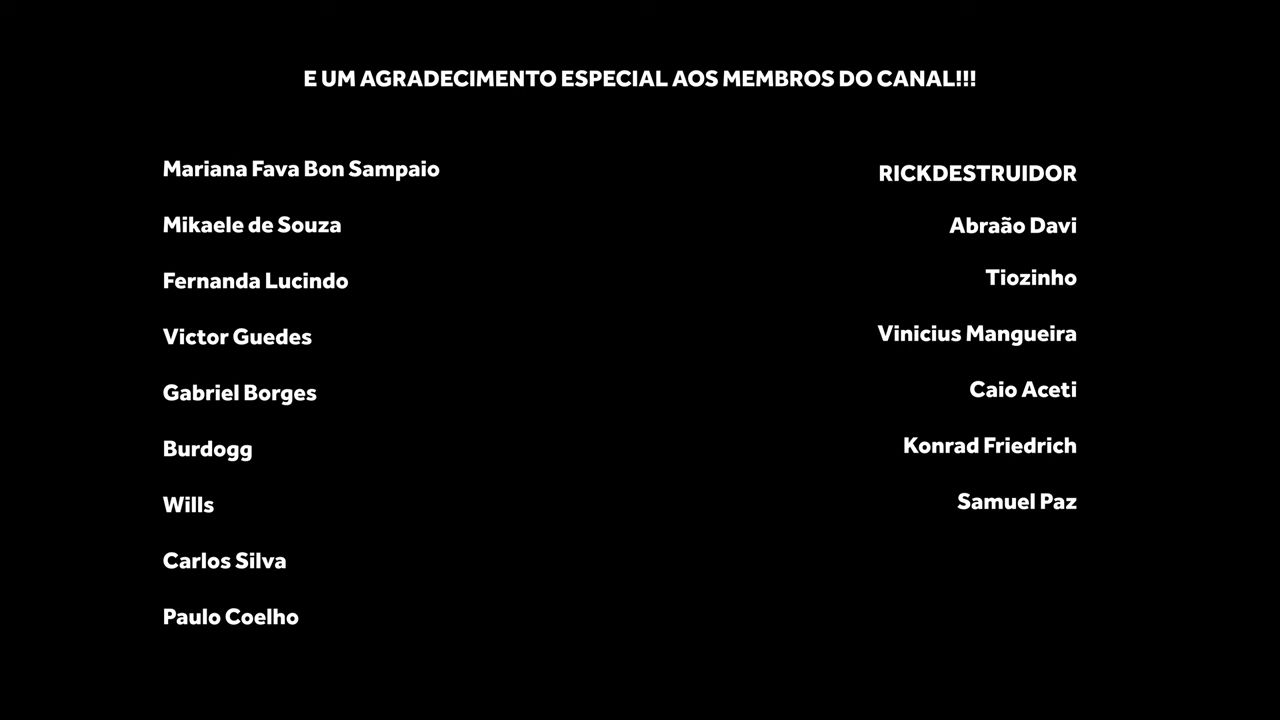 E UM AGRADECIMENTO ESPECIAL AOS MEMBROS DO CANAL!!!
Mariana Fava Bon Sampaio
Mikaele de Souza
Fernanda Lucindo
Victor Guedes
Gabriel Borges
Burdogg
Wills
Carlos Silva
Paulo Coelho
RICKDESTRUIDOR
Abraão Davi
Tiozinho
Vinicius Mangueira
Caio Aceti
Konrad Friedrich
Samuel Paz